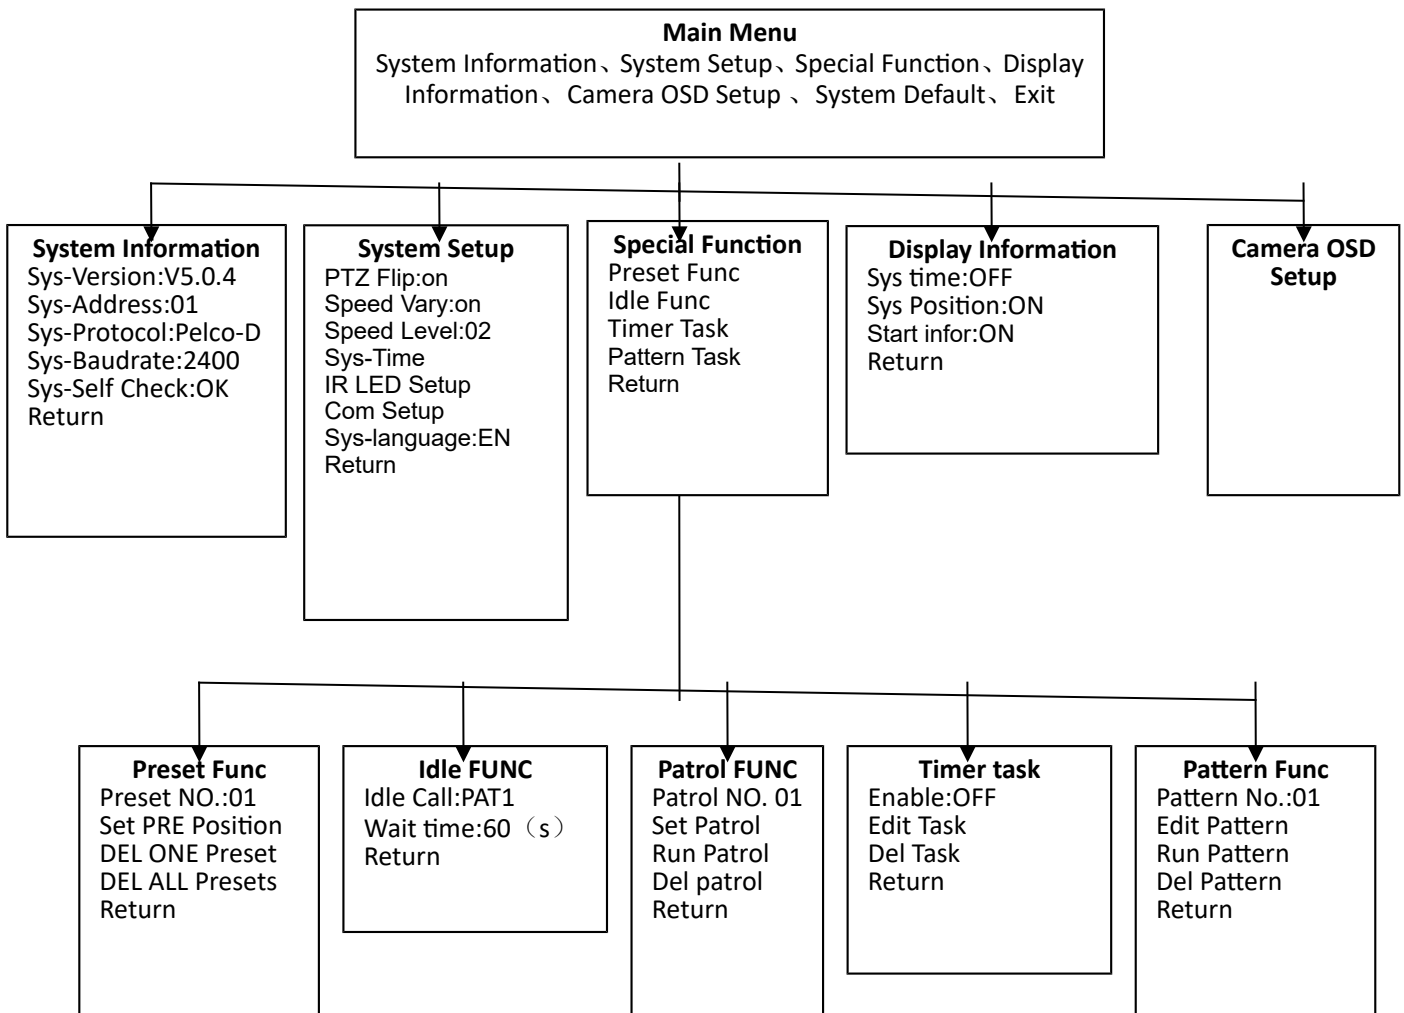 Main Menu
System Information、System Setup、Special Function、Display
Information、Camera OSD Setup 、System Default、Exit
System Information
Sys-Version:V5.0.4
Sys-Address:01
Sys-Protocol:Pelco-D
Sys-Baudrate:2400
Sys-Self Check:OK
Return
System Setup
PTZ Flip:on
Speed Vary:on
Speed Level:02
Sys-Time
IR LED Setup
Com Setup
Sys-language:EN
Return
Special Function
Preset Func
Idle Func
Timer Task
Pattern Task
Return
Display Information
Sys time:OFF
Sys Position:ON
Start infor:ON
Return
Camera OSD
Setup
Preset Func
Preset NO.:01
Set PRE Position
DEL ONE Preset
DEL ALL Presets
Return
Idle FUNC
Idle Call:PAT1
Wait time:60（s）
Return
Patrol FUNC
Patrol NO. 01
Set Patrol
Run Patrol
Del patrol
Return
Timer task
Enable:OFF
Edit Task
Del Task
Return
Pattern Func
Pattern No.:01
Edit Pattern
Run Pattern
Del Pattern
Return